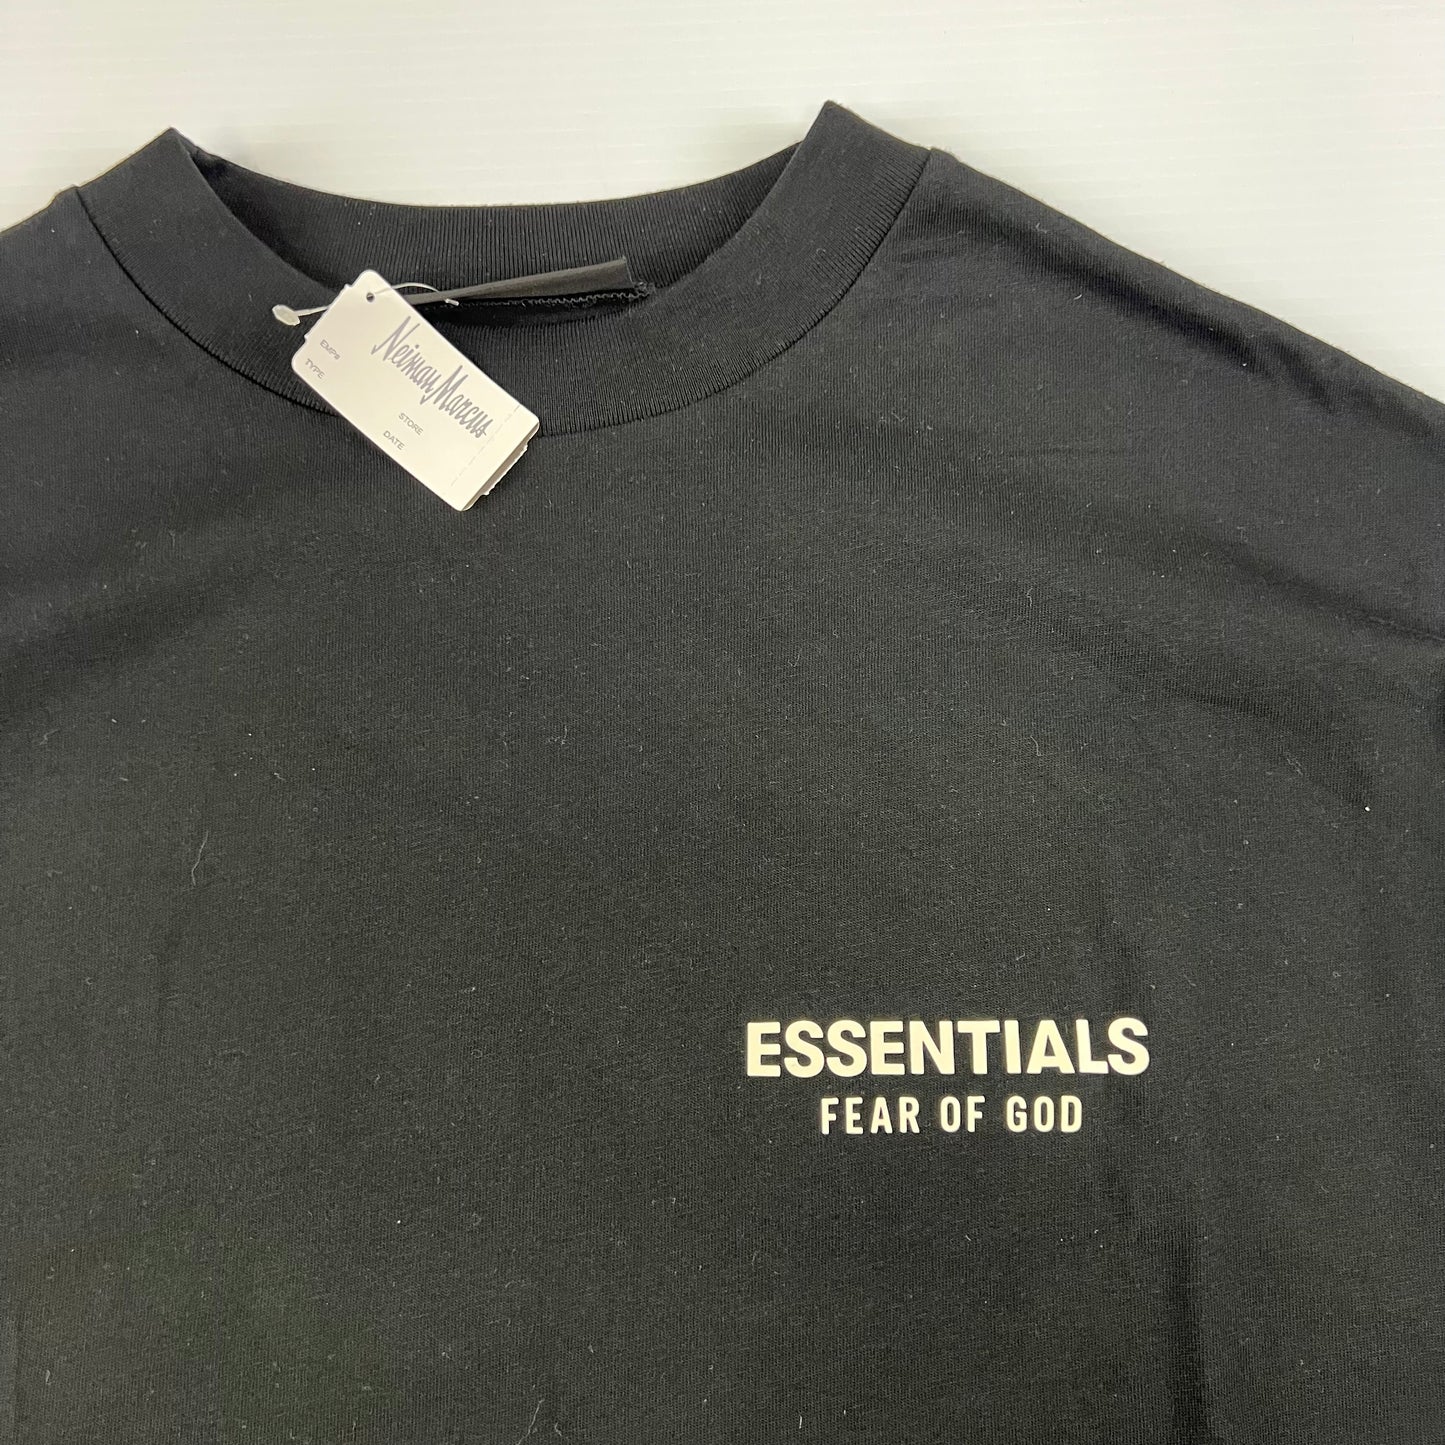 Neiman Marcus
EMP#
TYPE
STORE
DATE
ESSENTIALS
FEAR OF GOD